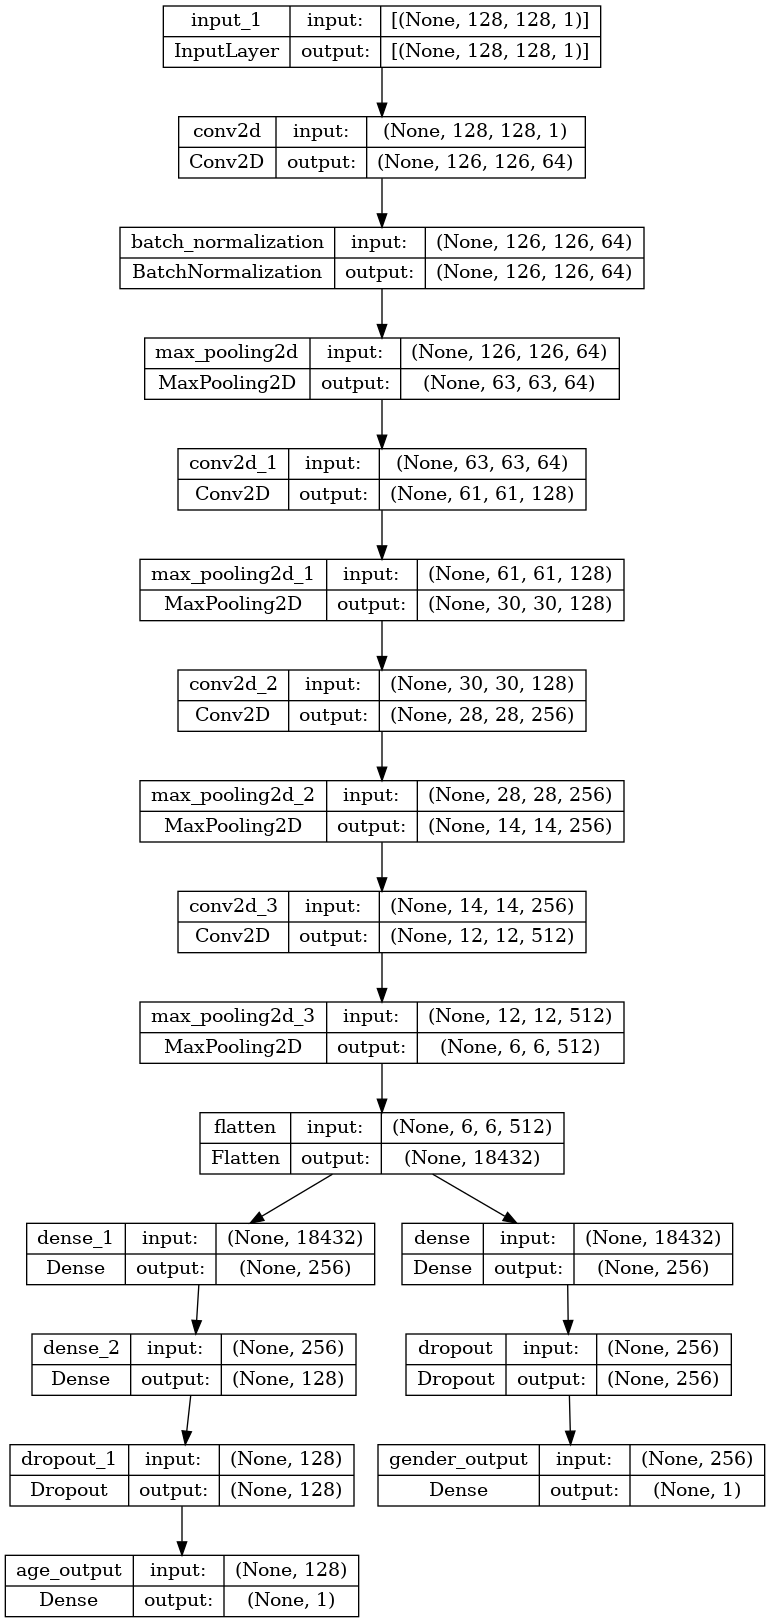 input_1 input: [(None, 128, 128, 1)]
InputLayer output: [(None, 128, 128, 1)]
conv2d input: (None, 128, 128, 1)
Conv2D output: (None, 126, 126, 64)
batch_normalization input: (None, 126, 126, 64)
BatchNormalization output: (None, 126, 126, 64)
max_pooling2d input: (None, 126, 126, 64)
MaxPooling2D output: (None, 63, 63, 64)
conv2d_1 input: (None, 63, 63, 64)
Conv2D output: (None, 61, 61, 128)
max_pooling2d_1 input: (None, 61, 61, 128)
MaxPooling2D output: (None, 30, 30, 128)
conv2d_2 input: (None, 30, 30, 128)
Conv2D output: (None, 28, 28, 256)
max_pooling2d_2 input: (None, 28, 28, 256)
MaxPooling2D output: (None, 14, 14, 256)
conv2d_3 input: (None, 14, 14, 256)
Conv2D output: (None, 12, 12, 512)
max_pooling2d_3 input: (None, 12, 12, 512)
MaxPooling2D output: (None, 6, 6, 512)
flatten input: (None, 6, 6, 512)
Flatten output: (None, 18432)
dense_1 input: (None, 18432)
Dense output: (None, 256)
dense input: (None, 18432)
Dense output: (None, 256)
dense_2 input: (None, 256)
Dense output: (None, 128)
dropout input: (None, 256)
Dropout output: (None, 256)
dropout_1 input: (None, 128)
Dropout output: (None, 128)
gender_output input: (None, 256)
Dense output: (None, 1)
age_output input: (None, 128)
Dense output: (None, 1)